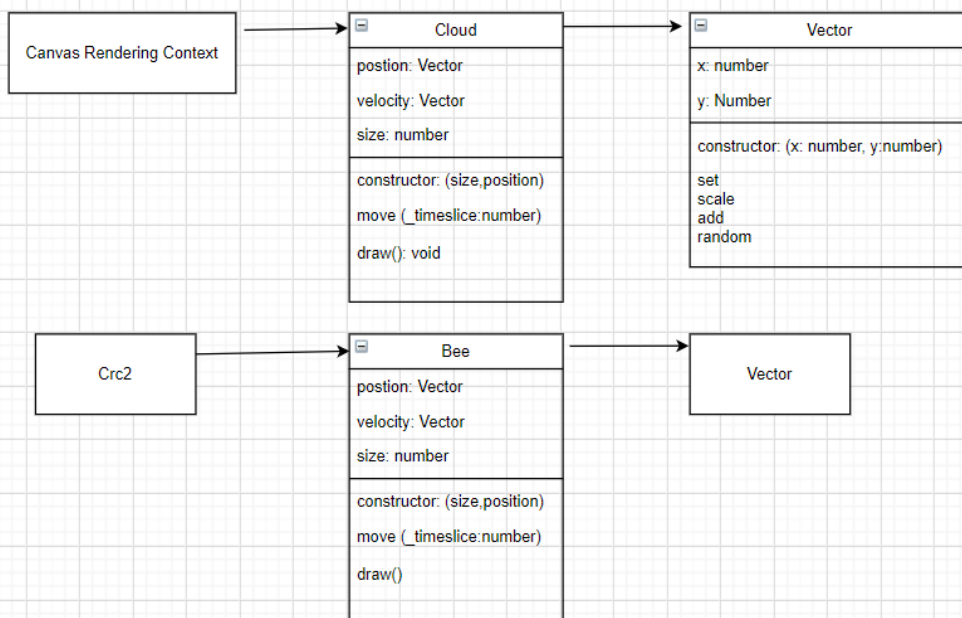 Canvas Rendering Context
Cloud
postion: Vector
velocity: Vector
size: number
constructor: (size,position)
move (_timeslice:number)
draw(): void
Vector
x: number
y: Number
constructor: (x: number, y:number)
set
scale
add
random
Crc2
Bee
postion: Vector
velocity: Vector
size: number
constructor: (size,position)
move (_timeslice:number)
draw()
Vector